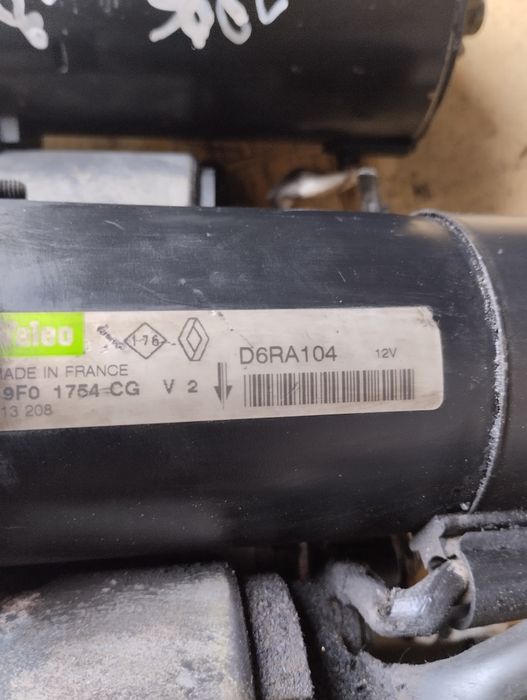 Valeo
1-76
D6RA104 12V
MADE IN FRANCE
9F0 1754 CG V 2
13 208